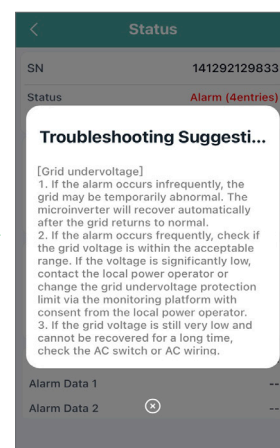 Status
SN 141292129833
Status Alarm (4entries)
Troubleshooting Suggesti...
[Grid undervoltage]
1. If the alarm occurs infrequently, the
grid may be temporarily abnormal. The
microinverter will recover automatically
after the grid returns to normal.
2. If the alarm occurs frequently, check if
the grid voltage is within the acceptable
range. If the voltage is significantly low,
contact the local power operator or
change the grid undervoltage protection
limit via the monitoring platform with
consent from the local power operator.
3. If the grid voltage is still very low and
cannot be recovered for a long time,
check the AC switch or AC wiring.
Alarm Data 1 --
Alarm Data 2 --